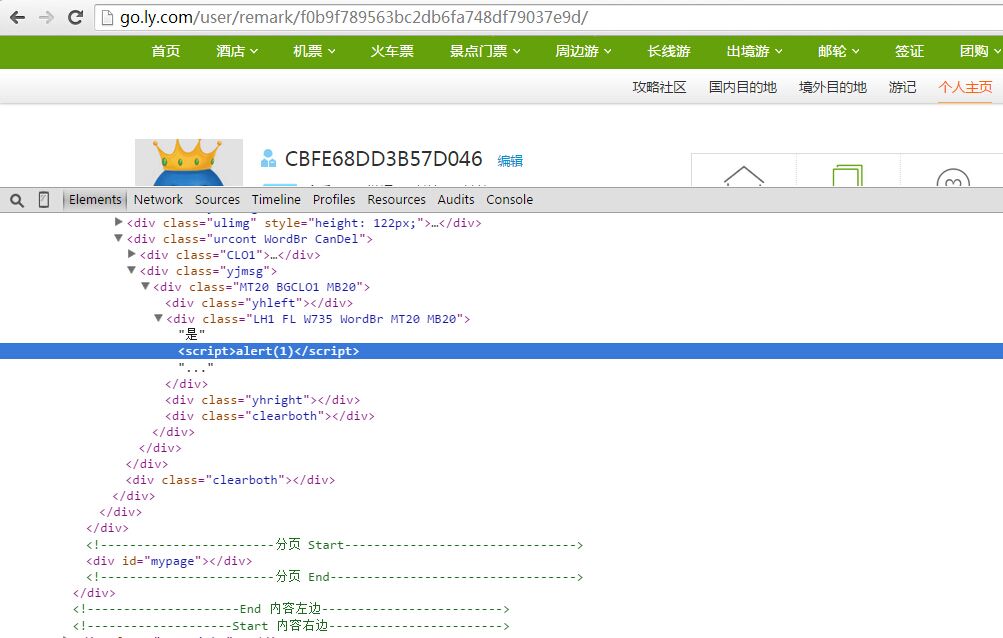 go.ly.com/user/remark/f0b9f789563bc2db6fa748df79037e9d/
首页 酒店 机票 火车票 景点门票 周边游 长线游 出境游 邮轮 签证 团购
攻略社区 国内目的地 境外目的地 游记 个人主页
CBFE68DD3B57D046 编辑
Elements Network Sources Timeline Profiles Resources Audits Console
<div class="ulimg" style="height: 122px;">…</div>
<div class="urcont WordBr CanDel">
<div class="CLO1">…</div>
<div class="yjmsg">
<div class="MT20 BGCLO1 MB20">
<div class="yhleft"></div>
<div class="LH1 FL W735 WordBr MT20 MB20">
"是"
<script>alert(1)</script>
"..."
</div>
<div class="yhright"></div>
<div class="clearboth"></div>
</div>
</div>
</div>
<div class="clearboth"></div>
</div>
</div>
</div>
<!------------------------分页 Start-------------------------------->
<div id="mypage"></div>
<!------------------------分页 End---------------------------------->
</div>
<!---------------------End 内容左边------------------------->
<!--------------------Start 内容右边------------------------>